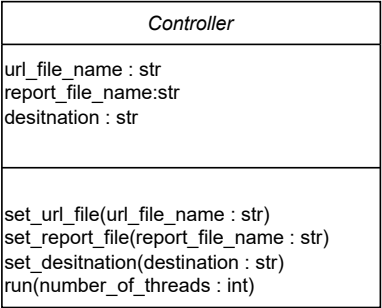 Controller
url_file_name : str
report_file_name:str
desitnation : str
set_url_file(url_file_name : str)
set_report_file(report_file_name : str)
set_desitnation(destination : str)
run(number_of_threads : int)